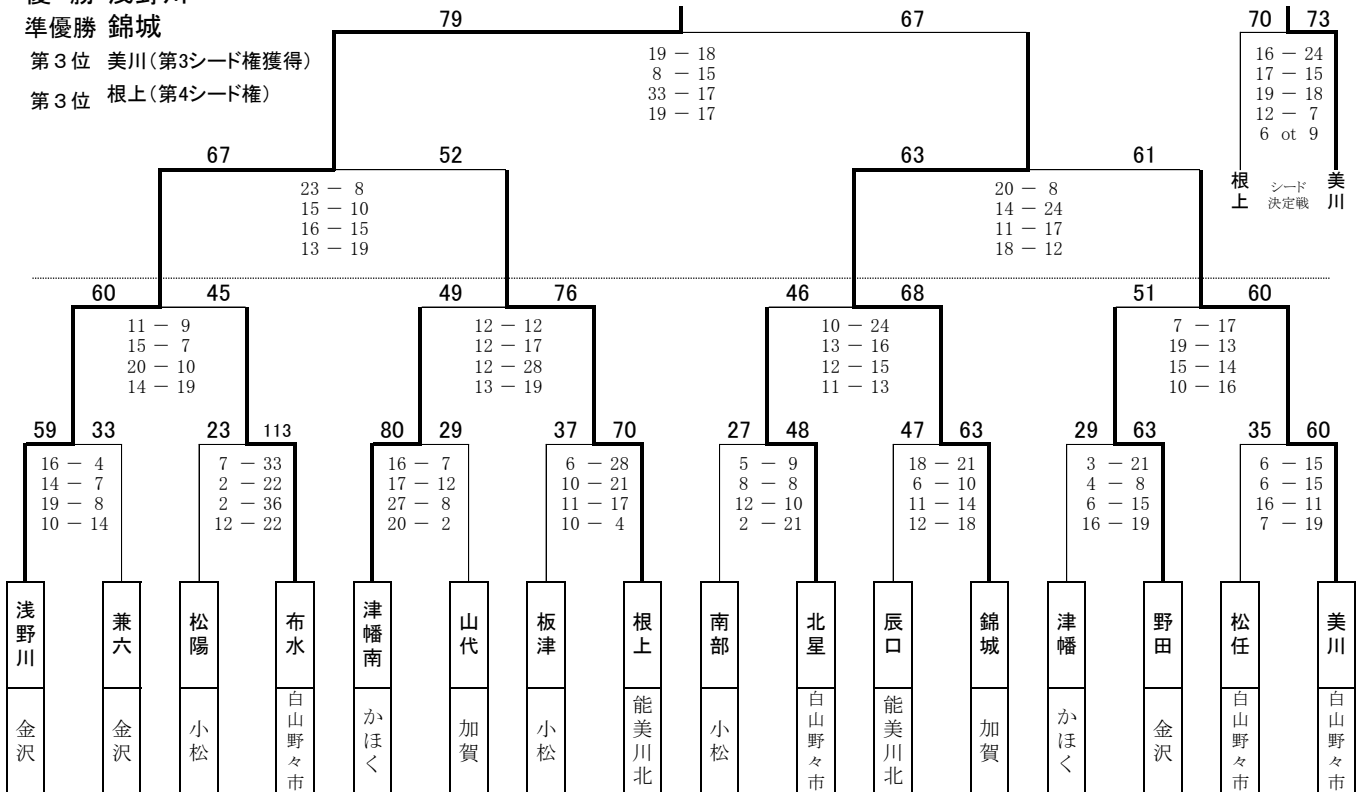 優 勝 浅野川
準優勝 錦城
第3位 美川(第3シード権獲得)
第3位 根上(第4シード権)
79 67
19 － 18
8 － 15
33 － 17
19 － 17
70 73
16 － 24
17 － 15
19 － 18
12 － 7
6 ot 9
根上 シード決定戦 美川
67 52
23 － 8
15 － 10
16 － 15
13 － 19
63 61
20 － 8
14 － 24
11 － 17
18 － 12
60 45
11 － 9
15 － 7
20 － 10
14 － 19
49 76
12 － 12
12 － 17
12 － 28
13 － 19
46 68
10 － 24
13 － 16
12 － 15
11 － 13
51 60
7 － 17
19 － 13
15 － 14
10 － 16
59 33
16 － 4
14 － 7
19 － 8
10 － 14
23 113
7 － 33
2 － 22
2 － 36
12 － 22
80 29
16 － 7
17 － 12
27 － 8
20 － 2
37 70
6 － 28
10 － 21
11 － 17
10 － 4
27 48
5 － 9
8 － 8
12 － 10
2 － 21
47 63
18 － 21
6 － 10
11 － 14
12 － 18
29 63
3 － 21
4 － 8
6 － 15
16 － 19
35 60
6 － 15
6 － 15
16 － 11
7 － 19
浅野川
金沢
兼六
金沢
松陽
小松
布水
白山野々市
津幡南
かほく
山代
加賀
板津
小松
根上
能美川北
南部
小松
北星
白山野々市
辰口
能美川北
錦城
加賀
津幡
かほく
野田
金沢
松任
白山野々市
美川
白山野々市